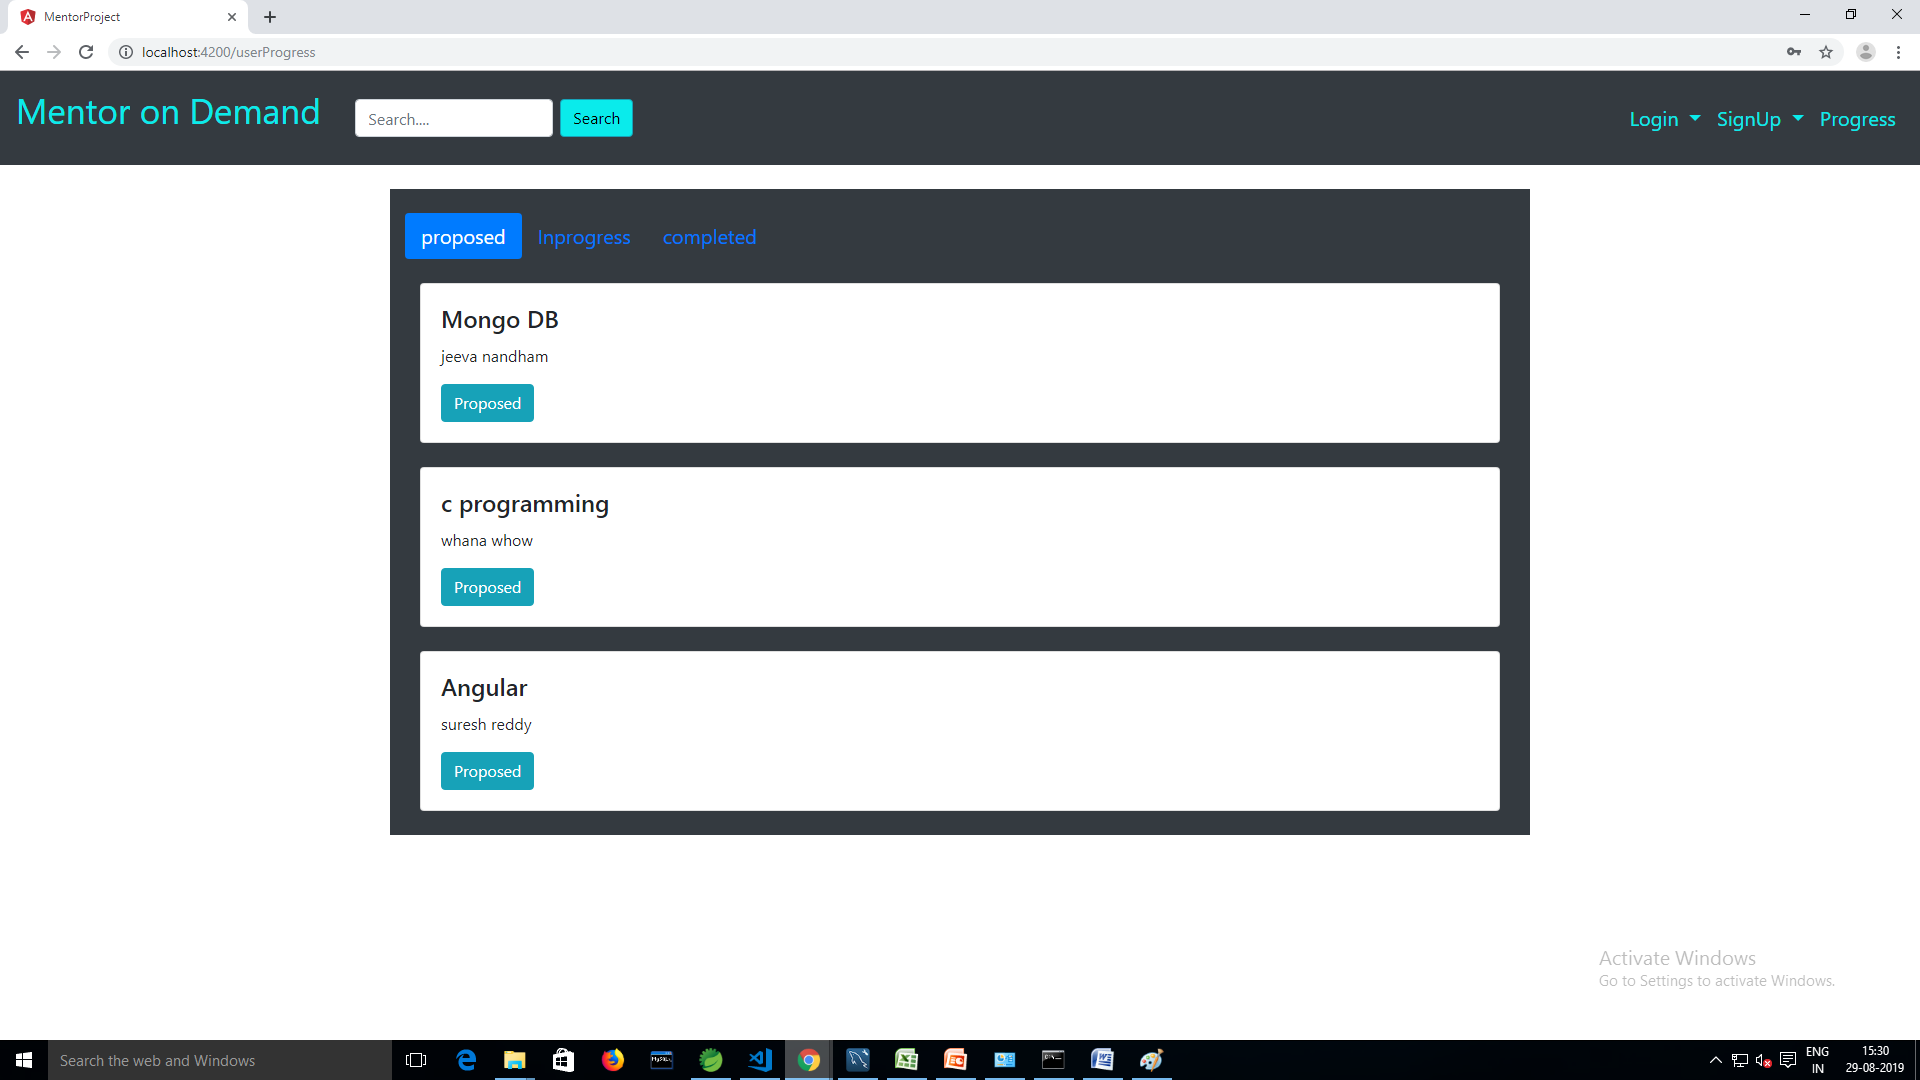 MentorProject
localhost:4200/userProgress
Mentor on Demand
Search....
Search
Login
SignUp
Progress
proposed
Inprogress
completed
Mongo DB
jeeva nandham
Proposed
c programming
whana whow
Proposed
Angular
suresh reddy
Proposed
Activate Windows
Go to Settings to activate Windows.
Search the web and Windows
MySQL
ENG
IN
15:30
29-08-2019